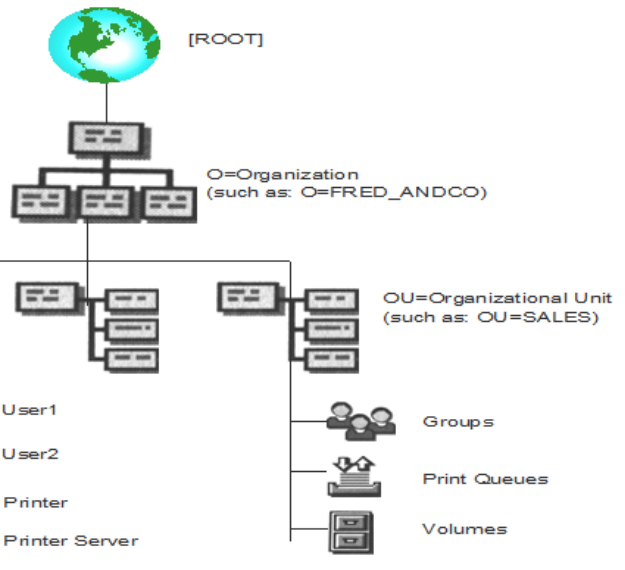 [ROOT]
O=Organization
(such as: O=FRED_ANDCO)
OU=Organizational Unit
(such as: OU=SALES)
User1
User2
Printer
Printer Server
Groups
Print Queues
Volumes